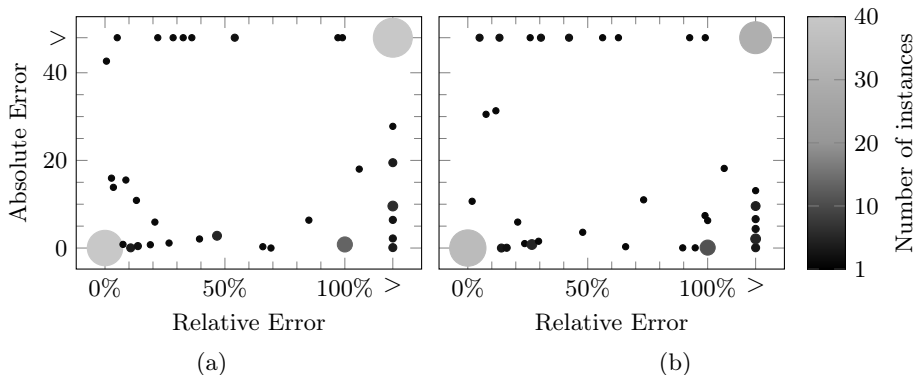 >
40
20
0
Absolute Error
0% 50% 100% >
Relative Error
(a)
0% 50% 100% >
Relative Error
(b)
40
30
20
10
1
Number of instances